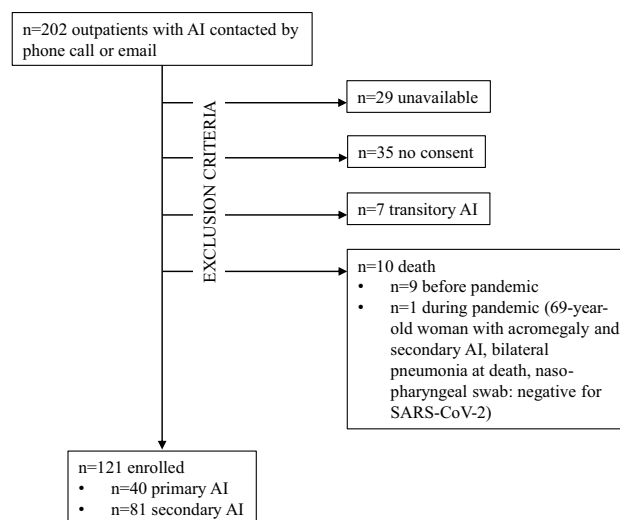 n=202 outpatients with AI contacted by
phone call or email
EXCLUSION CRITERIA
n=29 unavailable
n=35 no consent
n=7 transitory AI
n=10 death
• n=9 before pandemic
• n=1 during pandemic (69-year-
old woman with acromegaly and
secondary AI, bilateral
pneumonia at death, naso-
pharyngeal swab: negative for
SARS-CoV-2)
n=121 enrolled
• n=40 primary AI
• n=81 secondary AI